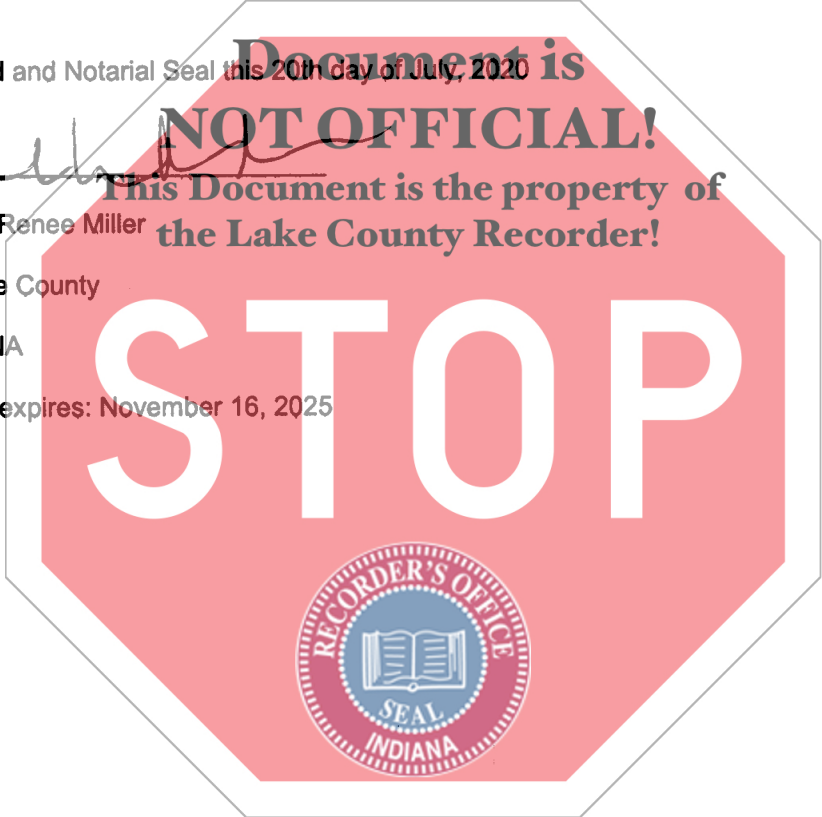 Document is
and Notarial Seal this 20th day of July, 2020
NOT OFFICIAL!
This Document is the property of
Renee Miller
the Lake County Recorder!
County
expires: November 16, 2025
STOP
RECORDER'S OFFICE
SEAL
INDIANA